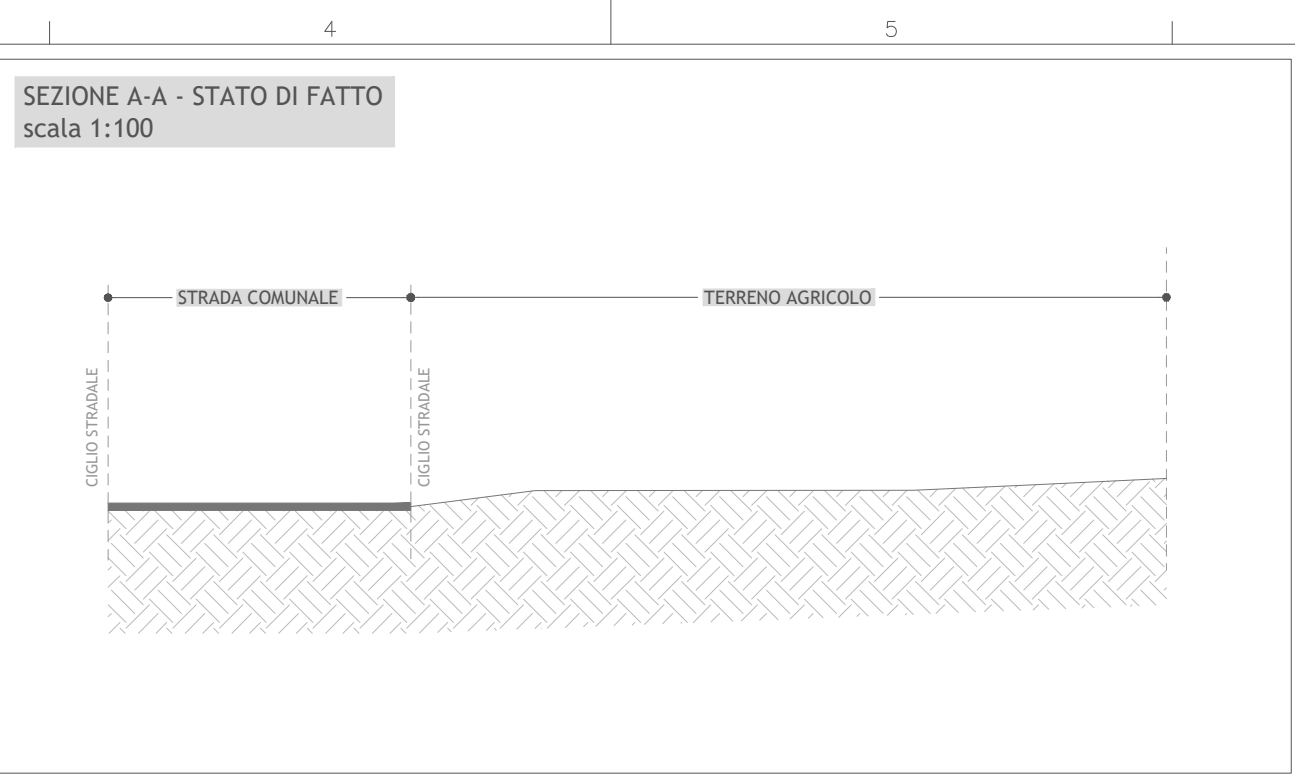 4
5
SEZIONE A-A - STATO DI FATTO
scala 1:100
STRADA COMUNALE
TERRENO AGRICOLO
CIGLIO STRADALE
CIGLIO STRADALE